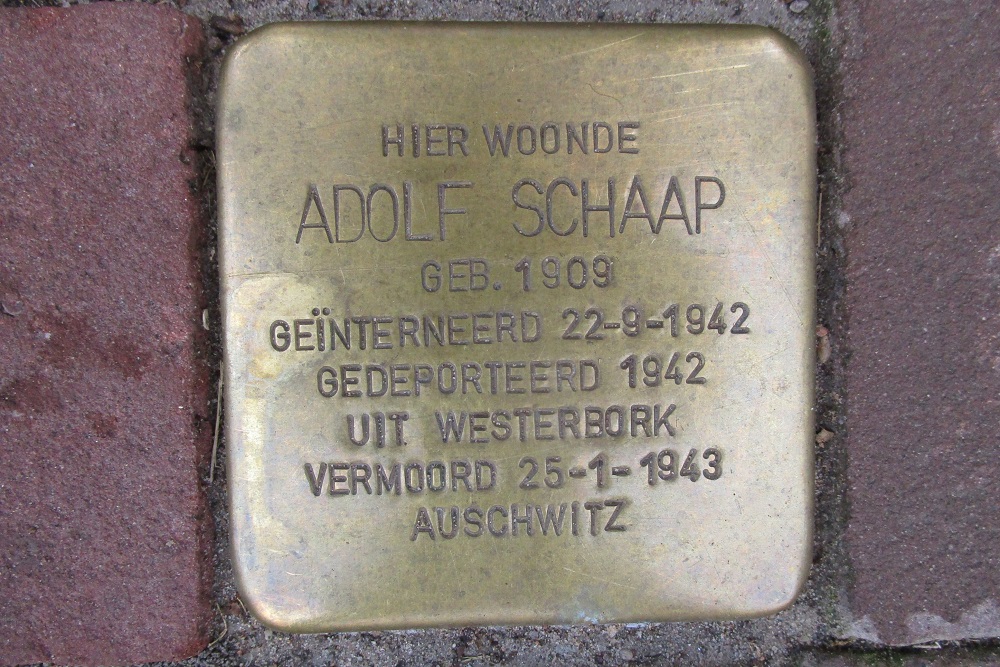 HIER WOONDE
ADOLF SCHAAP
GEB. 1909
GEÏNTERNEERD 22-9-1942
GEDEPORTEERD 1942
UIT WESTERBORK
VERMOORD 25-1-1943
AUSCHWITZ